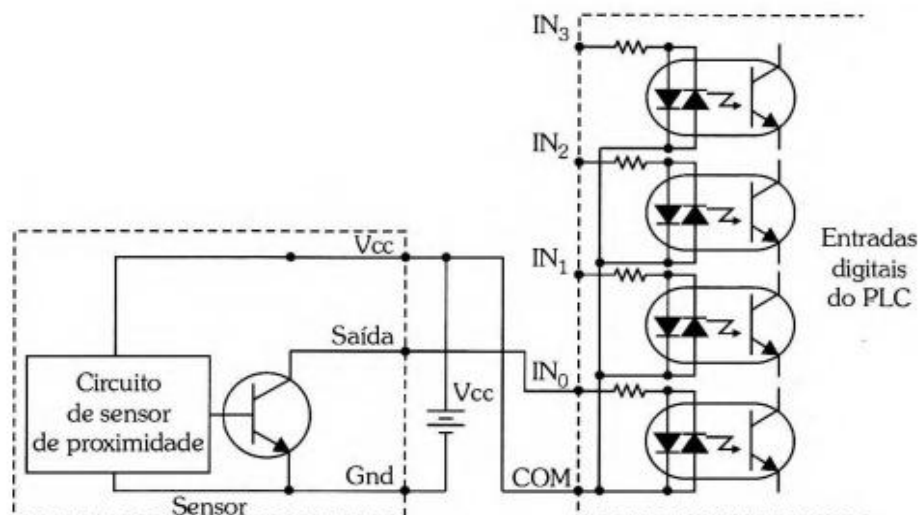 IN₃
IN₂
IN₁
IN₀
COM
Entradas
digitais
do PLC
Vcc
Saída
Vcc
Gnd
Circuito
de sensor
de proximidade
Sensor